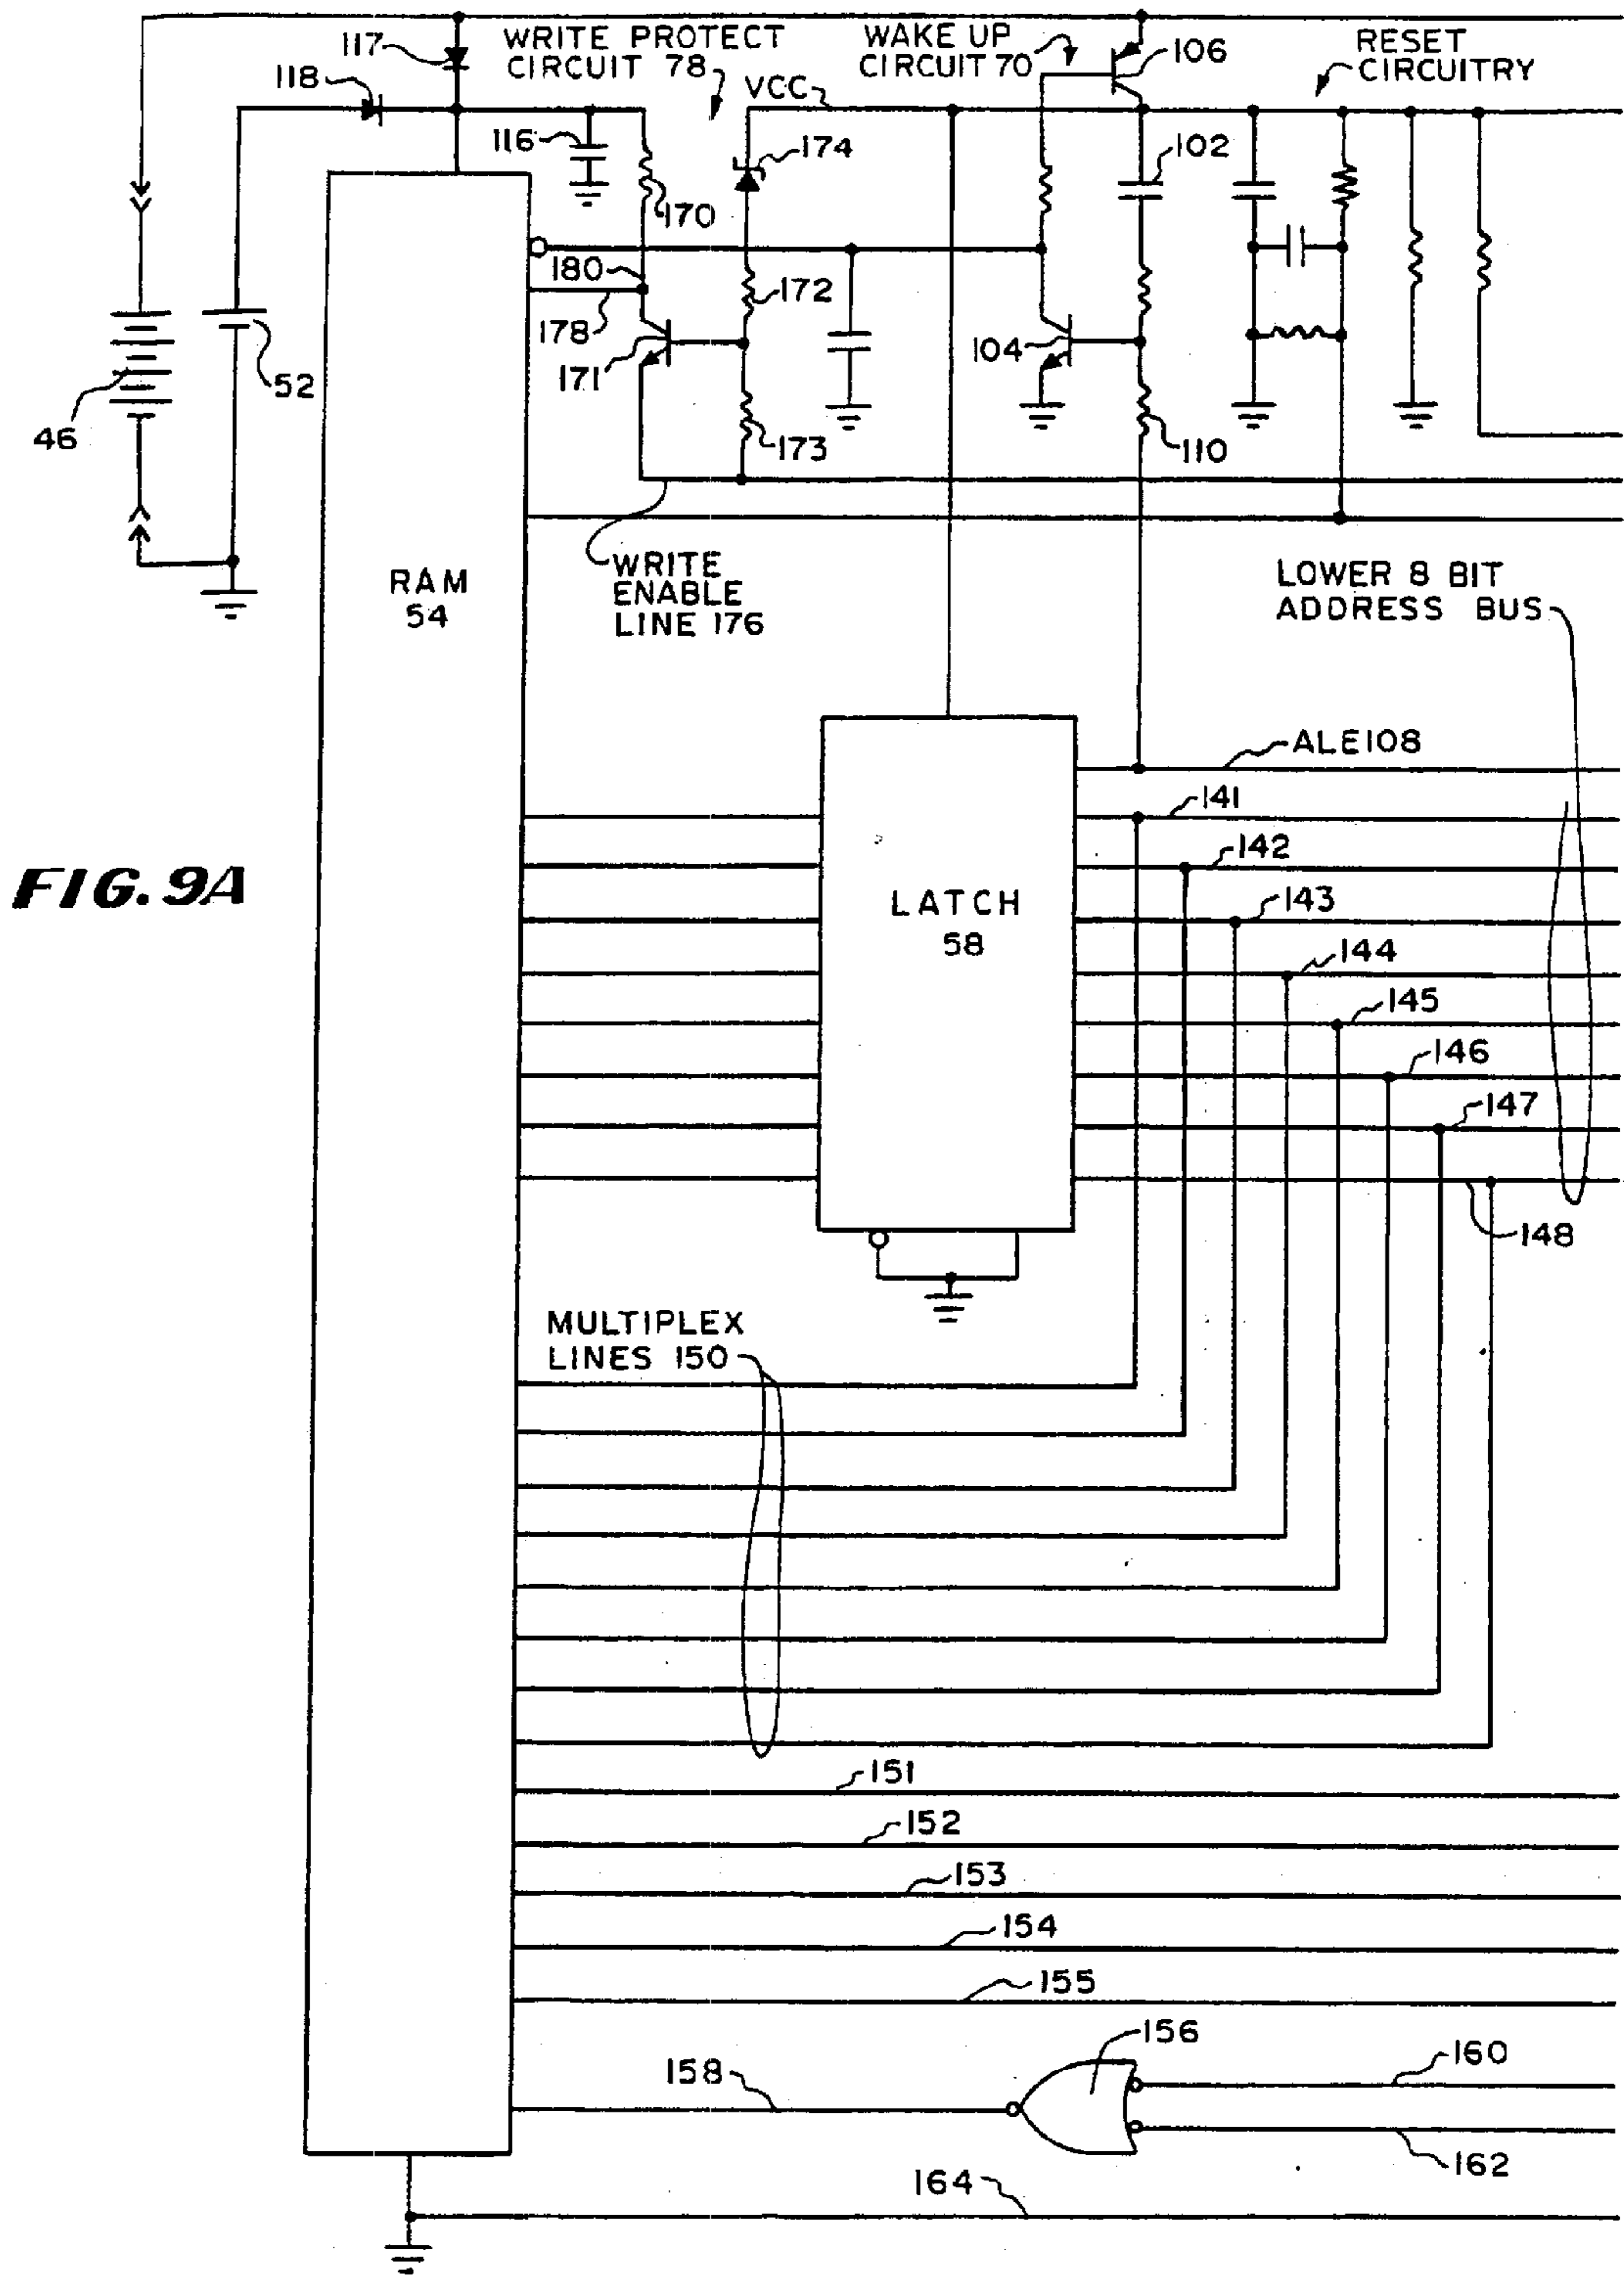 117
WRITE PROTECT
CIRCUIT 78
WAKE UP
CIRCUIT 70
106
RESET
CIRCUITRY
118
VCC
116
174
102
170
180
172
178
171
104
52
46
173
110
WRITE
ENABLE
LINE 176
RAM
54
LOWER 8 BIT
ADDRESS BUS
ALE108
141
142
FIG. 9A
LATCH
58
143
144
145
146
147
148
MULTIPLEX
LINES 150
151
152
153
154
155
156
158
160
162
164